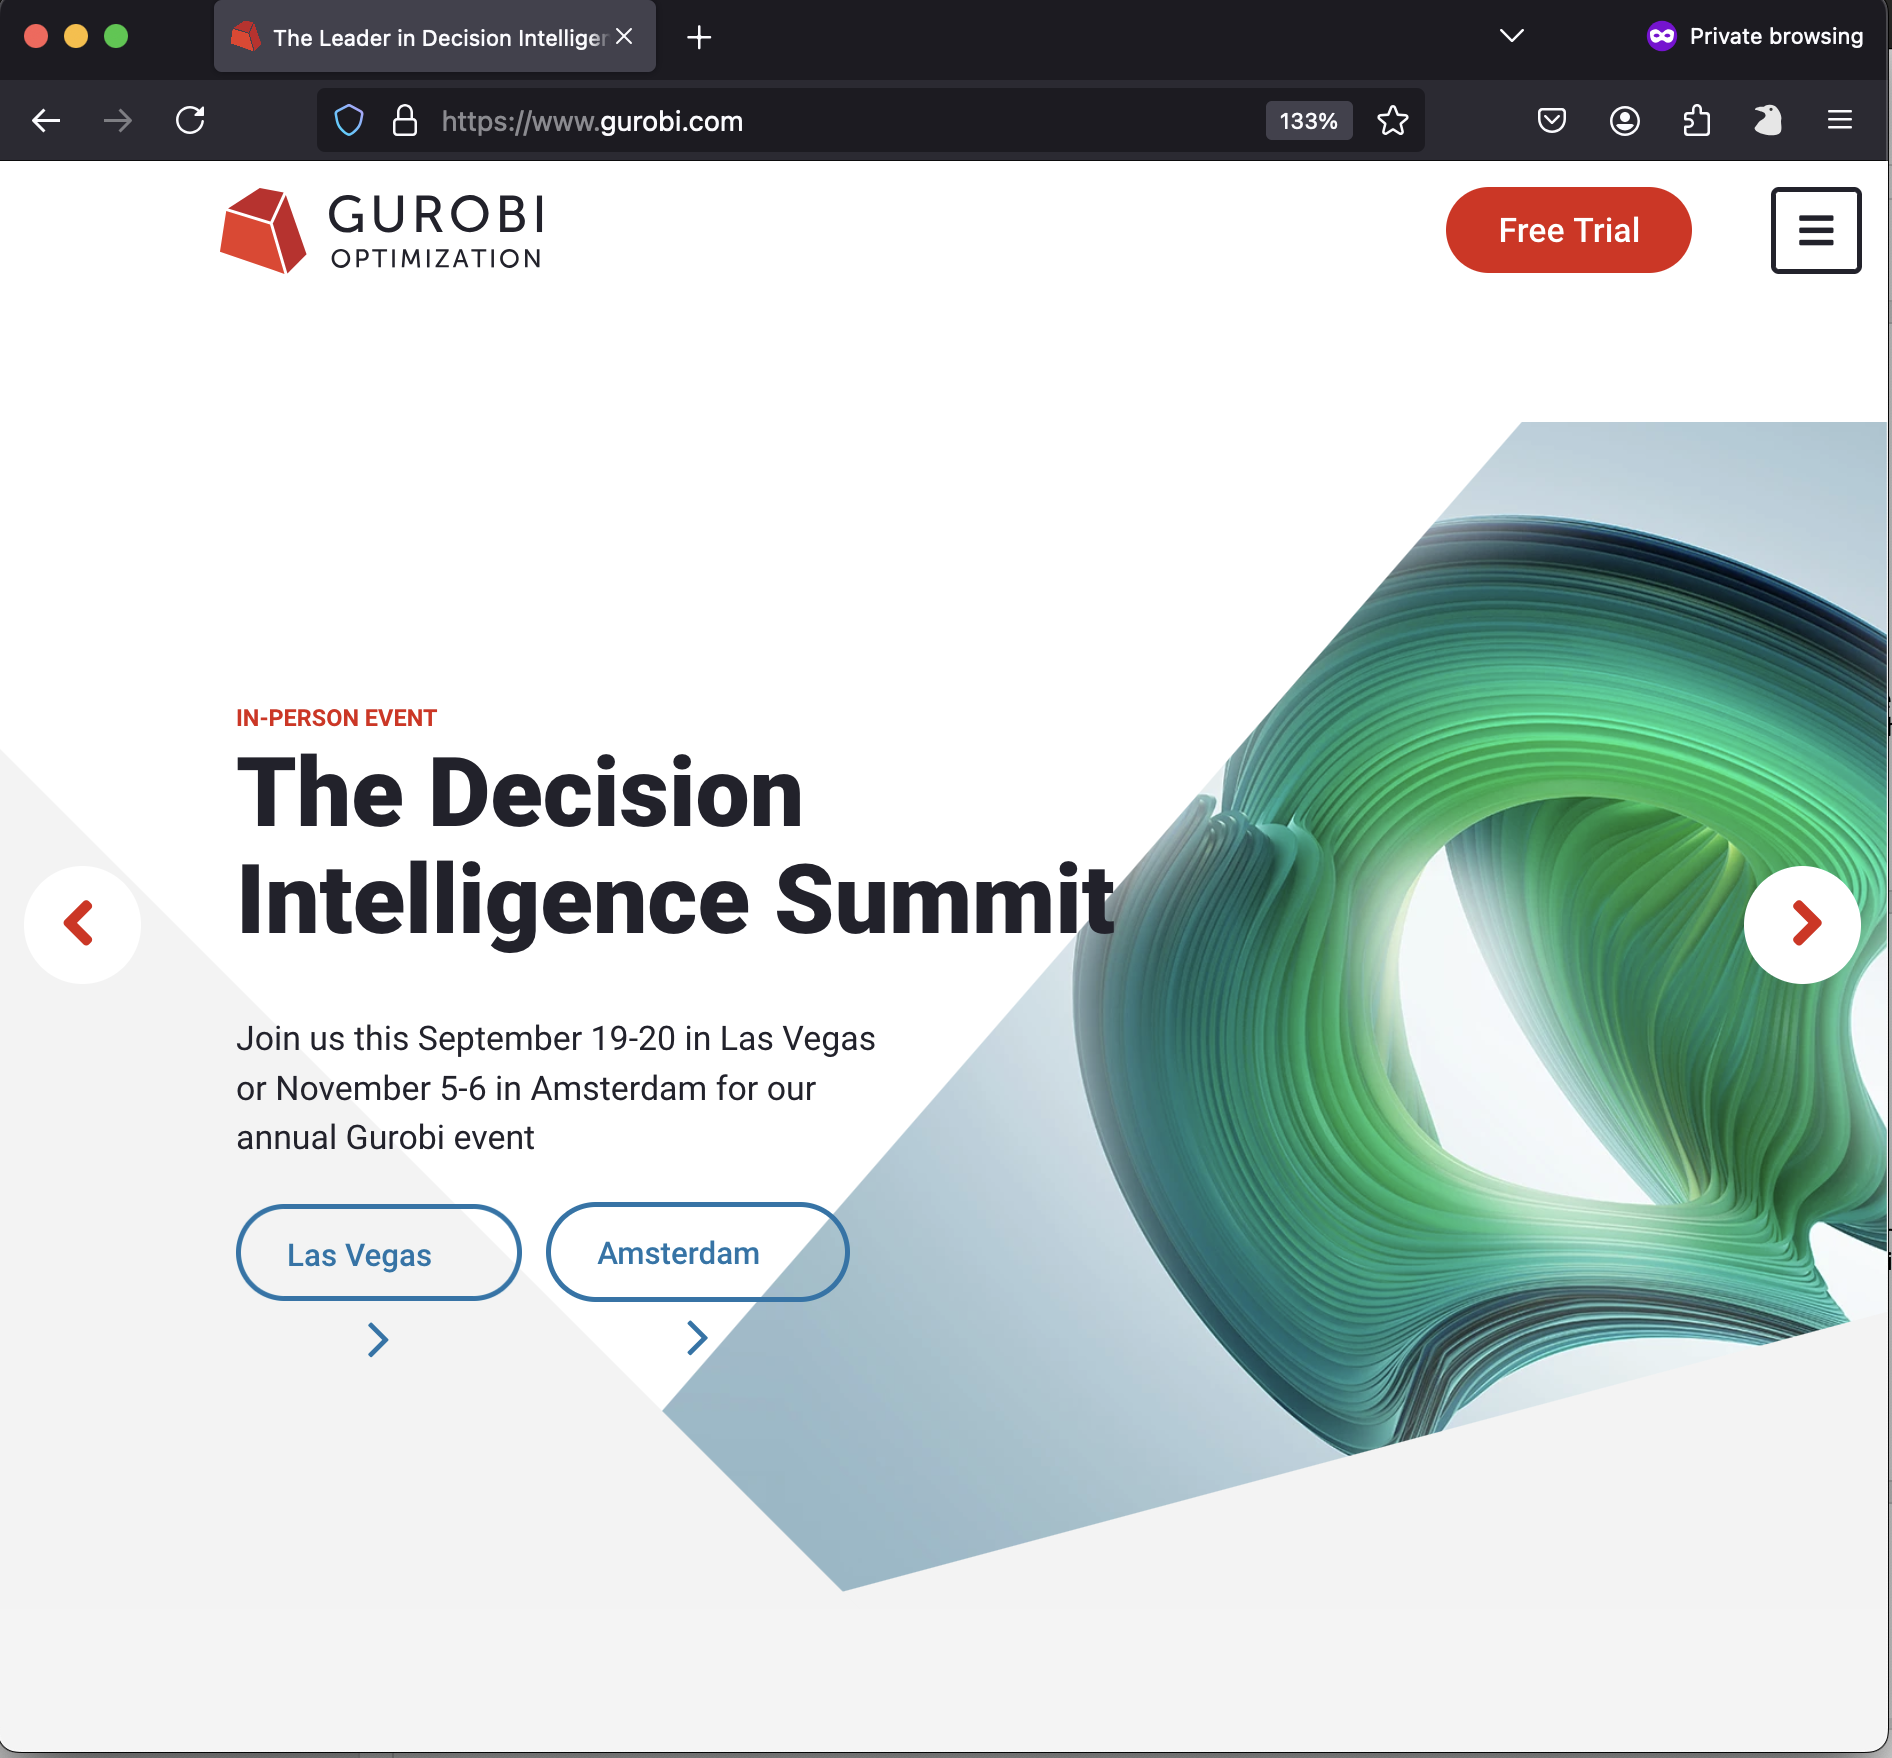 The Leader in Decision Intelliger
Private browsing
https://www.gurobi.com
133%
GUROBI
OPTIMIZATION
Free Trial
IN-PERSON EVENT
The Decision
Intelligence Summit
Join us this September 19-20 in Las Vegas
or November 5-6 in Amsterdam for our
annual Gurobi event
Las Vegas
Amsterdam